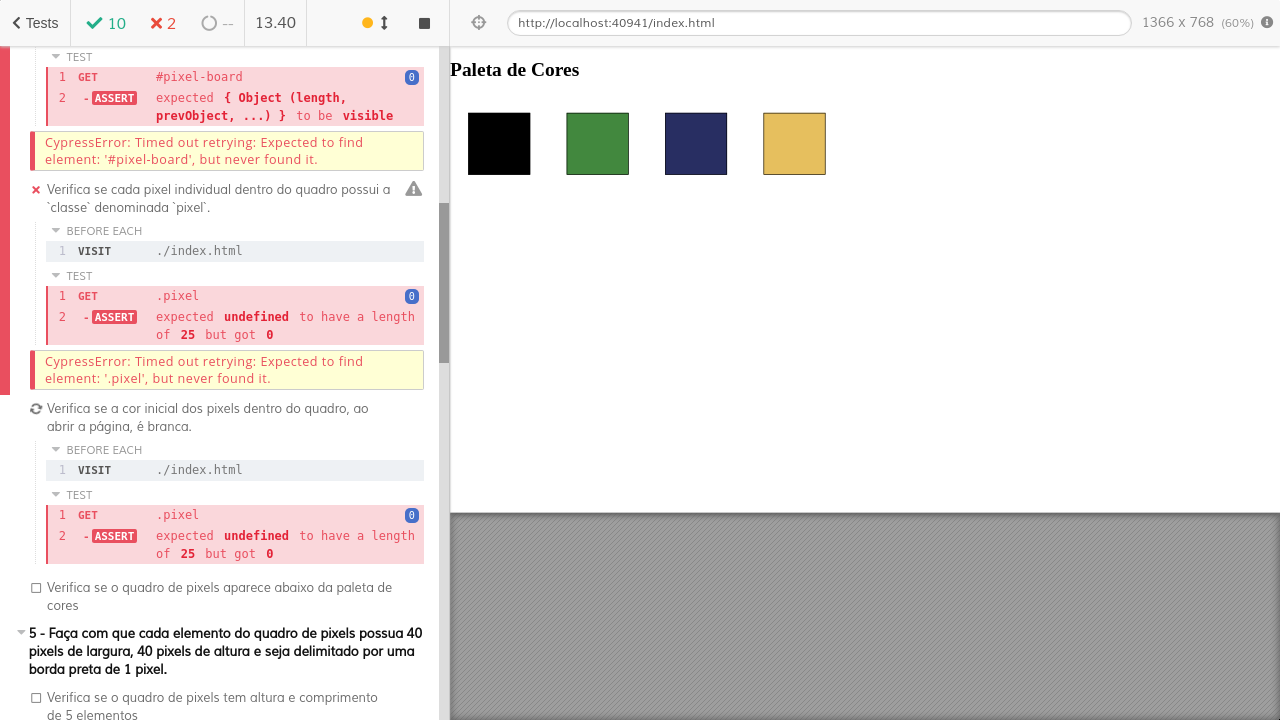 Tests
10
2
--
13.40
http://localhost:40941/index.html
1366 x 768 (60%)
TEST
1 GET #pixel-board 0
2 -ASSERT expected { Object (length,
prevObject, ...) } to be visible
CypressError: Timed out retrying: Expected to find
element: '#pixel-board', but never found it.
Verifica se cada pixel individual dentro do quadro possui a
`classe` denominada `pixel`.
BEFORE EACH
1 VISIT ./index.html
TEST
1 GET .pixel 0
2 -ASSERT expected undefined to have a length
of 25 but got 0
CypressError: Timed out retrying: Expected to find
element: '.pixel', but never found it.
Verifica se a cor inicial dos pixels dentro do quadro, ao
abrir a página, é branca.
BEFORE EACH
1 VISIT ./index.html
TEST
1 GET .pixel 0
2 -ASSERT expected undefined to have a length
of 25 but got 0
Verifica se o quadro de pixels aparece abaixo da paleta de
cores
5 - Faça com que cada elemento do quadro de pixels possua 40
pixels de largura, 40 pixels de altura e seja delimitado por uma
borda preta de 1 pixel.
Verifica se o quadro de pixels tem altura e comprimento
de 5 elementos
Paleta de Cores